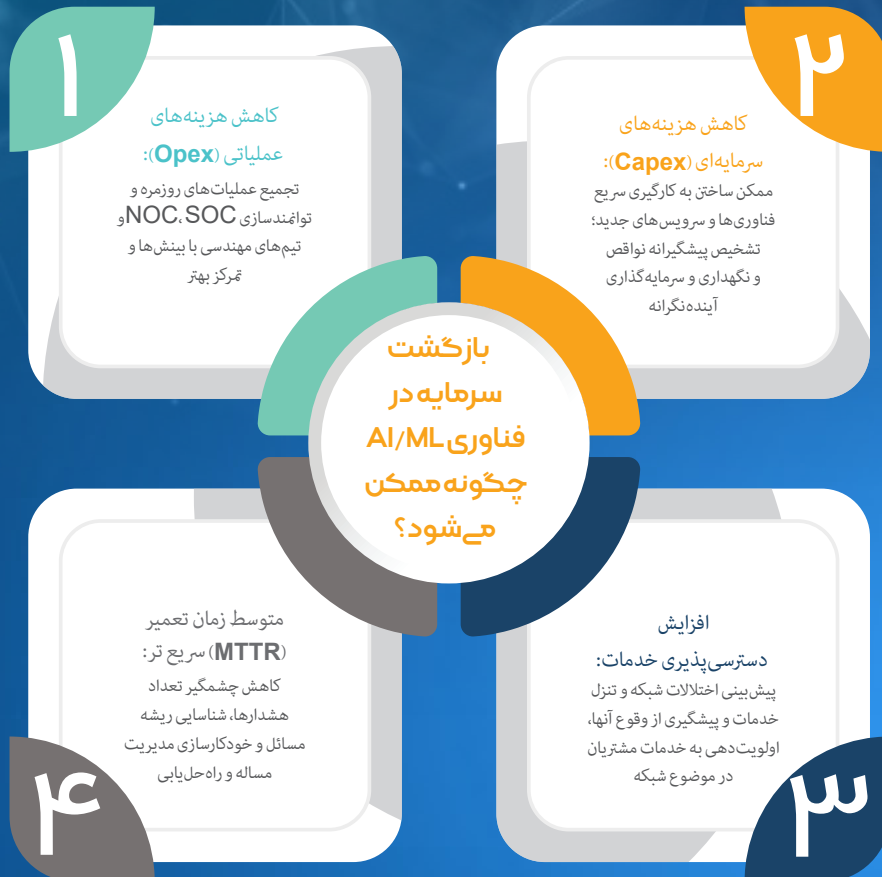 بازگشت
سرمایه در
فناوری AI/ML
چگونه ممکن
می‌شود؟
۱
کاهش هزینه‌های
عملیاتی (Opex):
تجمیع عملیات‌های روزمره و
توانمندسازی NOC، SOC و
تیم‌های مهندسی با بینش‌ها و
تمرکز بهتر
۲
کاهش هزینه‌های
سرمایه‌ای (Capex):
ممکن ساختن به کارگیری سریع
فناوری‌ها و سرویس‌های جدید؛
تشخیص پیشگیرانه نواقص
و نگهداری و سرمایه‌گذاری
آینده‌نگرانه
۳
افزایش
دسترسی‌پذیری خدمات:
پیش‌بینی اختلالات شبکه و تنزل
خدمات و پیشگیری از وقوع آنها،
اولویت‌دهی به خدمات مشتریان
در موضوع شبکه
۴
متوسط زمان تعمیر
(MTTR) سریع تر:
کاهش چشمگیر تعداد
هشدارها، شناسایی ریشه
مسائل و خودکارسازی مدیریت
مساله و راه‌حل‌یابی